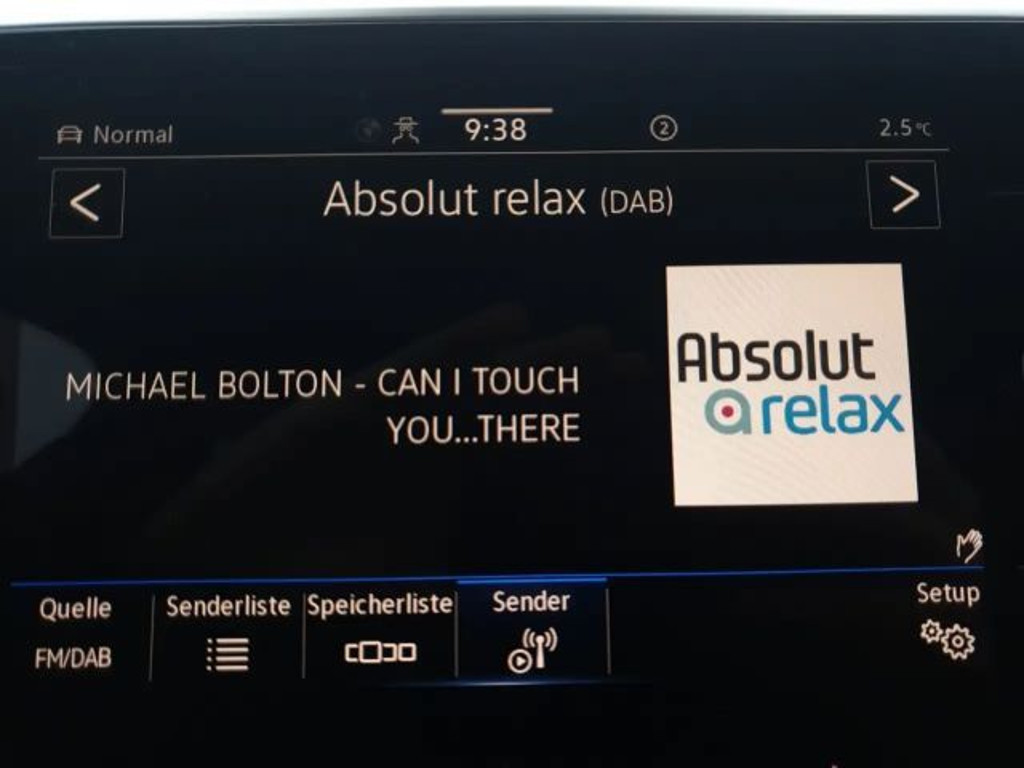 Normal
9:38
2
2.5°C
<
Absolut relax (DAB)
>
MICHAEL BOLTON - CAN I TOUCH
YOU...THERE
Absolut
relax
Quelle
FM/DAB
Senderliste
Speicherliste
Sender
Setup